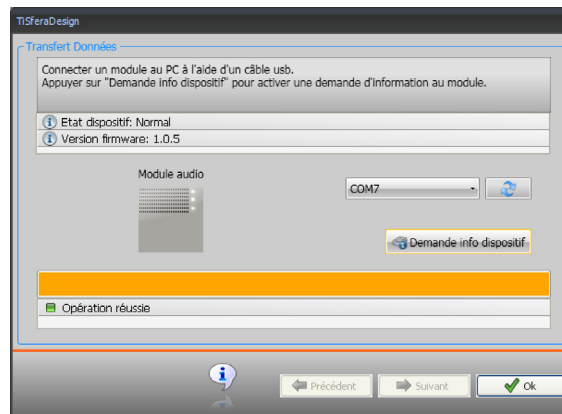 TiSferaDesign
Transfert Données
Connecter un module au PC à l'aide d'un câble usb.
Appuyer sur "Demande info dispositif" pour activer une demande d'information au module.
Etat dispositif: Normal
Version firmware: 1.0.5
Module audio
COM7
Demande info dispositif
Opération réussie
Précédent
Suivant
Ok